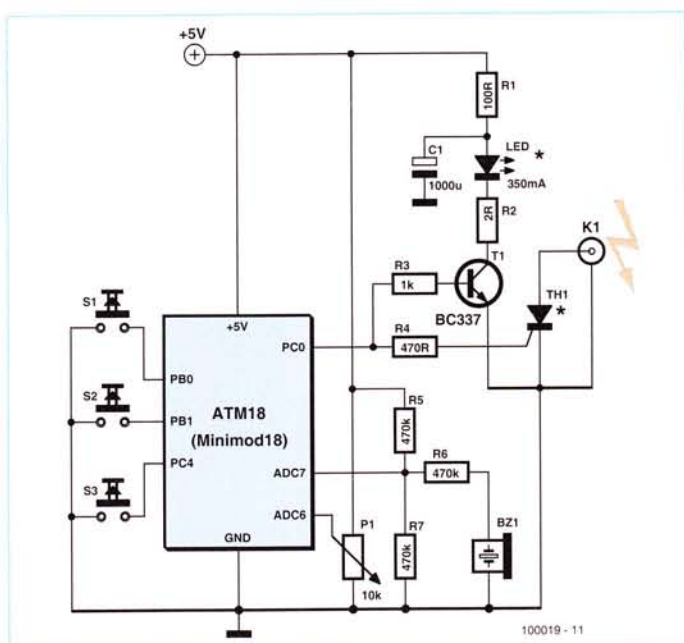 +5V
100R
R1
C1
1000u
LED
*
350mA
2R
R2
K1
S1
R3
1k
T1
BC337
TH1
*
+5V
PC0
R4
470R
PB0
S2
PB1
ATM18
(Minimod18)
R5
470k
S3
PC4
ADC7
R6
470k
ADC6
P1
10k
R7
470k
BZ1
GND
100019 - 11